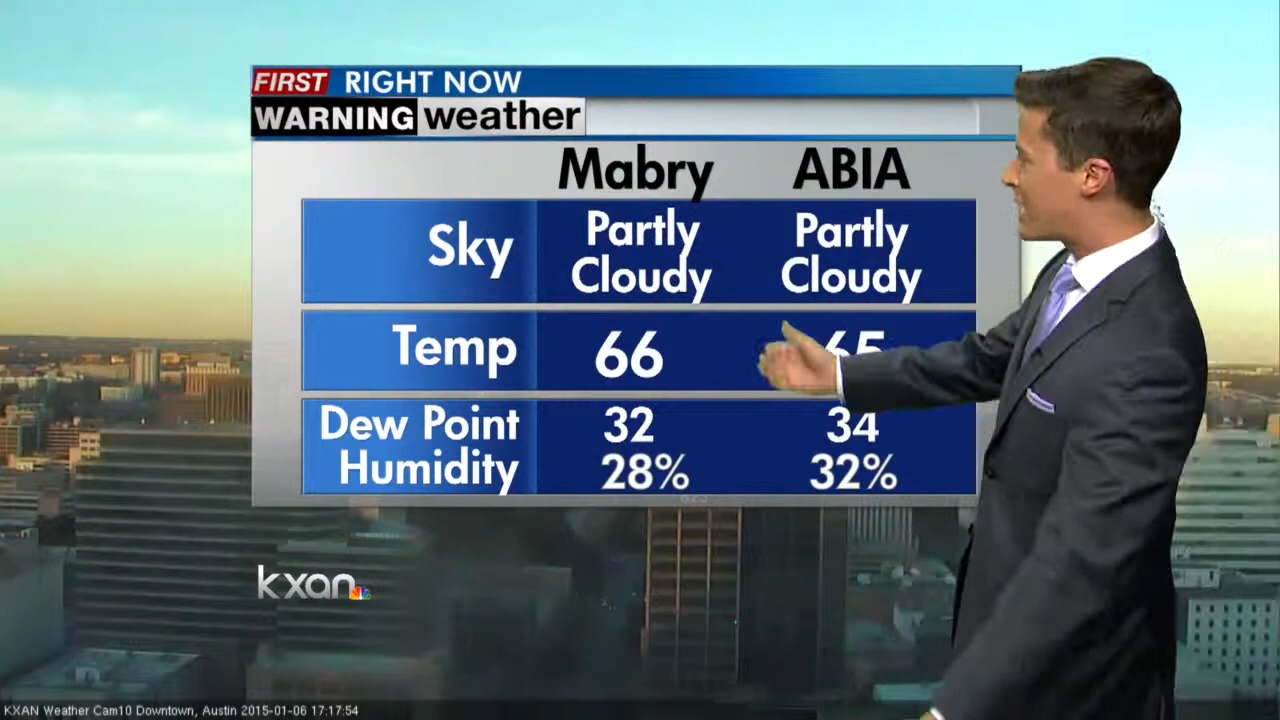 FIRST RIGHT NOW
WARNING weather
Mabry ABIA
Sky Partly Cloudy Partly Cloudy
Temp 66 65
Dew Point 32 34
Humidity 28% 32%
kxan
KXAN Weather Cam10 Downtown, Austin 2015-01-06 17:17:54